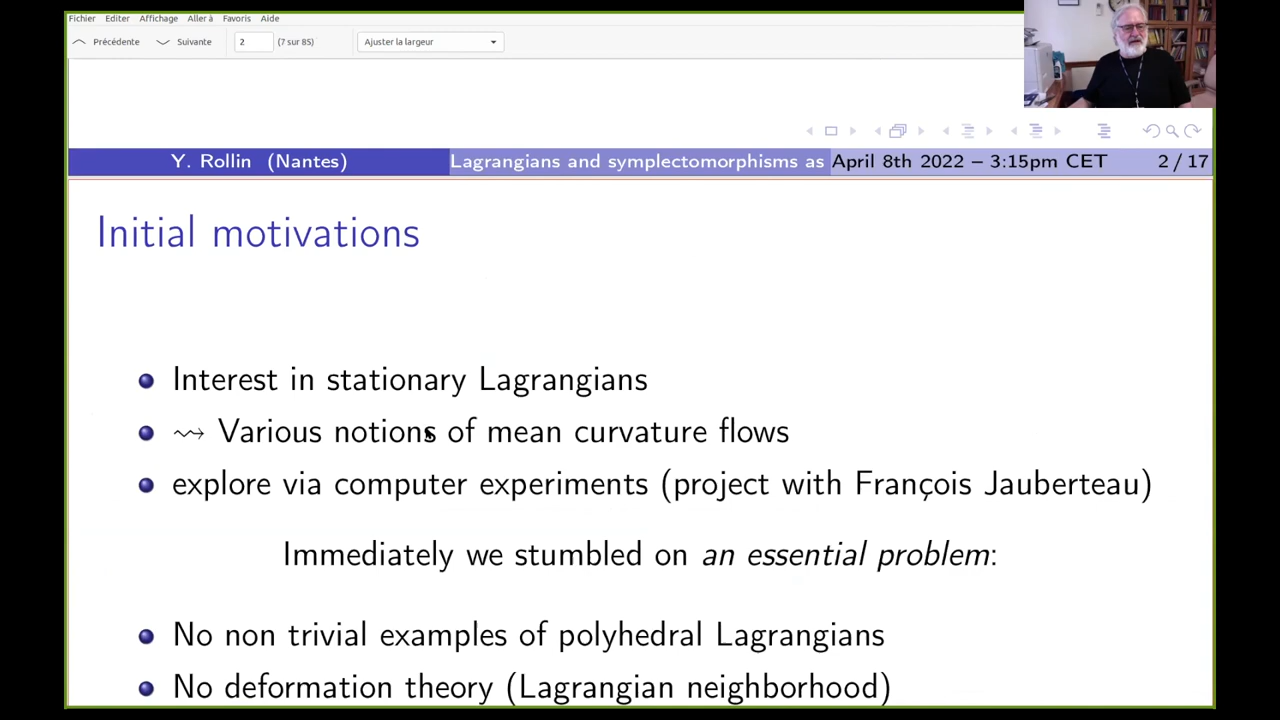 Fichier Editer Affichage Aller à Favoris Aide
Précédente Suivante 2 (7 sur 85) Ajuster la largeur
Y. Rollin (Nantes) Lagrangians and symplectomorphisms as April 8th 2022 – 3:15pm CET 2 / 17
Initial motivations
Interest in stationary Lagrangians
⇝ Various notions of mean curvature flows
explore via computer experiments (project with François Jauberteau)
Immediately we stumbled on an essential problem:
No non trivial examples of polyhedral Lagrangians
No deformation theory (Lagrangian neighborhood)